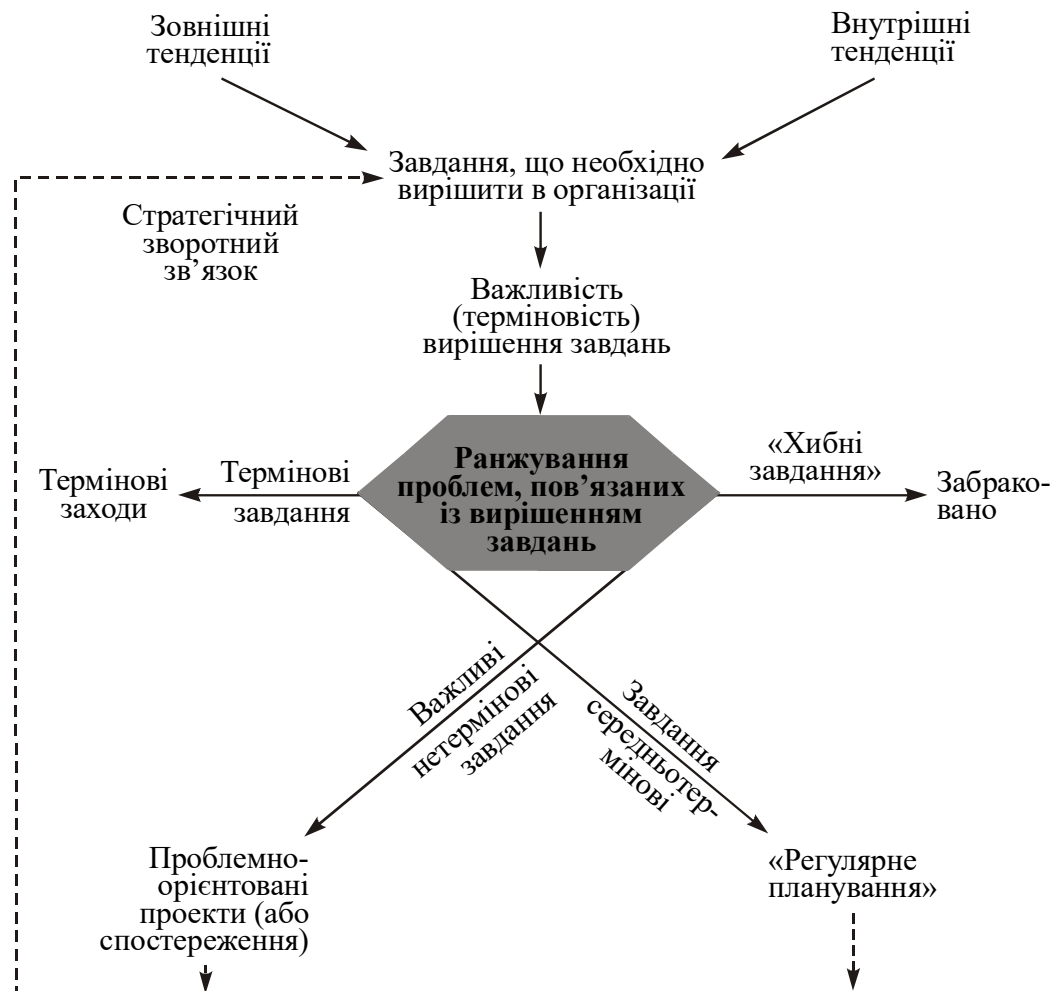 Зовнішні
тенденції
Внутрішні
тенденції
Завдання, що необхідно
вирішити в організації
Стратегічний
зворотний
зв’язок
Важливість
(терміновість)
вирішення завдань
Термінові
заходи
Термінові
завдання
Ранжування
проблем, пов’язаних
із вирішенням
завдань
«Хибні
завдання»
Забрако-
вано
Важливі
нетермінові
завдання
Завдання
середньотер-
мінові
Проблемно-
орієнтовані
проекти (або
спостереження)
«Регулярне
планування»